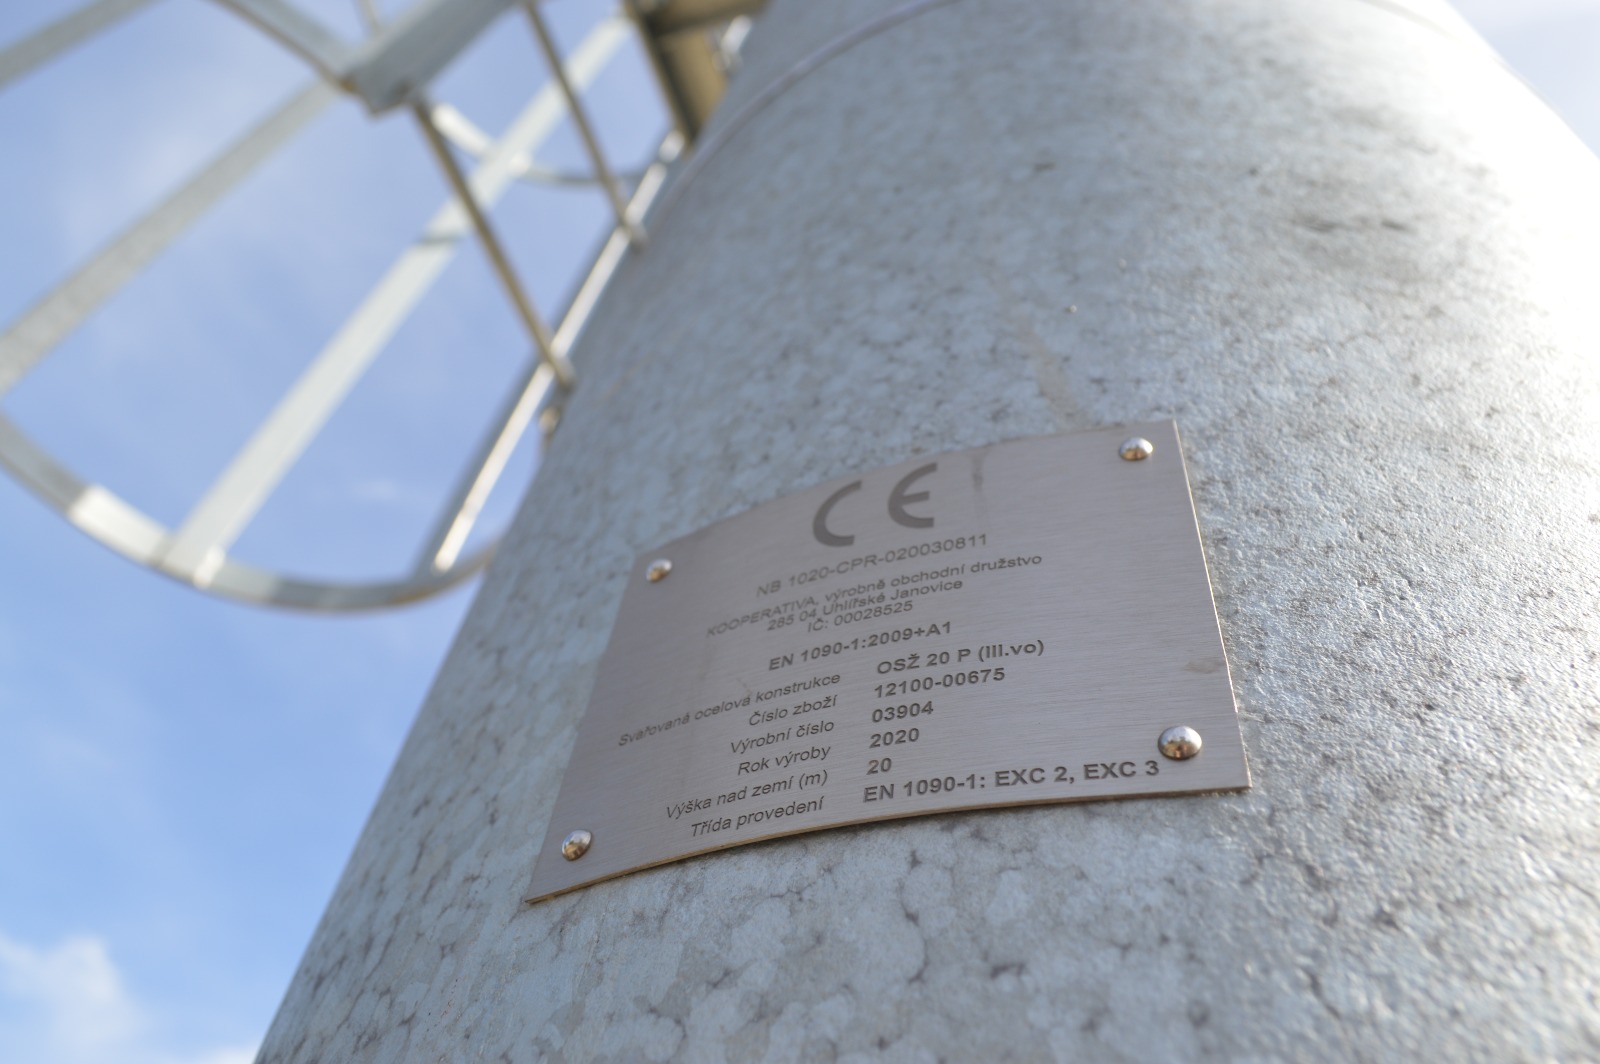 CE
NB 1020-CPR-020030811
KOOPERATIVA, výrobně obchodní družstvo
285 04 Uhlířské Janovice
IČ: 00028525
EN 1090-1:2009+A1
Svařovaná ocelová konstrukce OSŽ 20 P (III.vo)
Číslo zboží 12100-00675
Výrobní číslo 03904
Rok výroby 2020
Výška nad zemí (m) 20
Třída provedení EN 1090-1: EXC 2, EXC 3